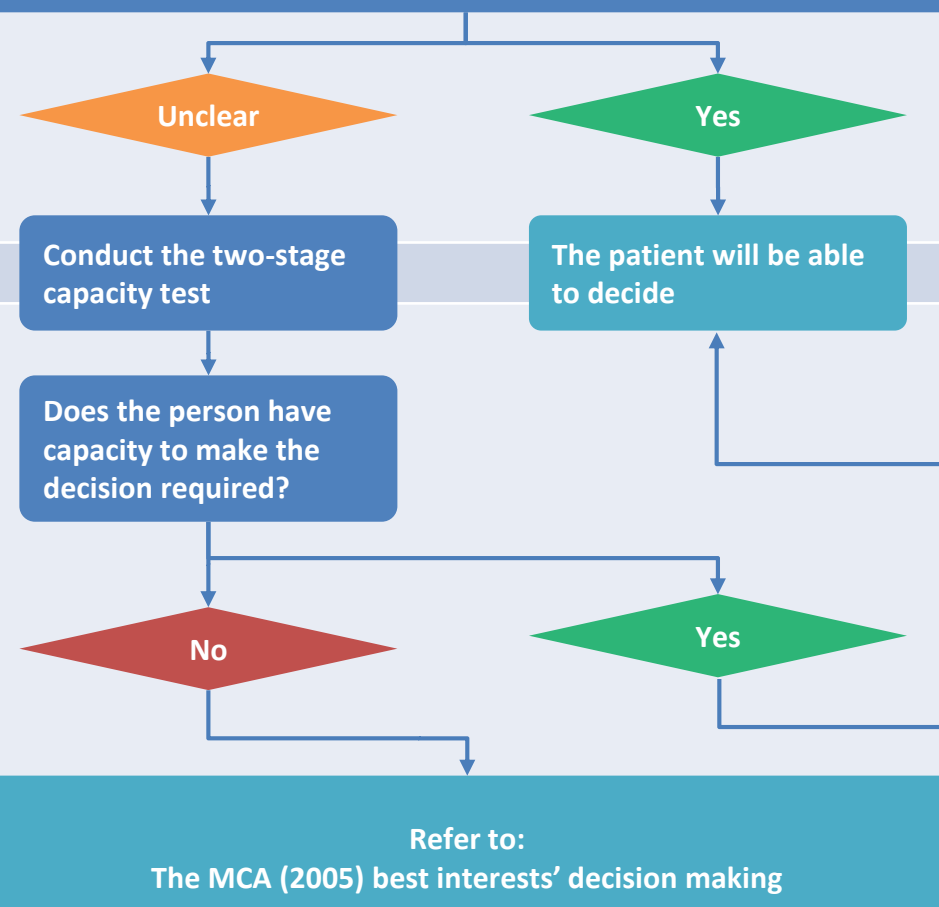 Unclear
Yes
Conduct the two-stage
capacity test
The patient will be able
to decide
Does the person have
capacity to make the
decision required?
No
Yes
Refer to:
The MCA (2005) best interests’ decision making